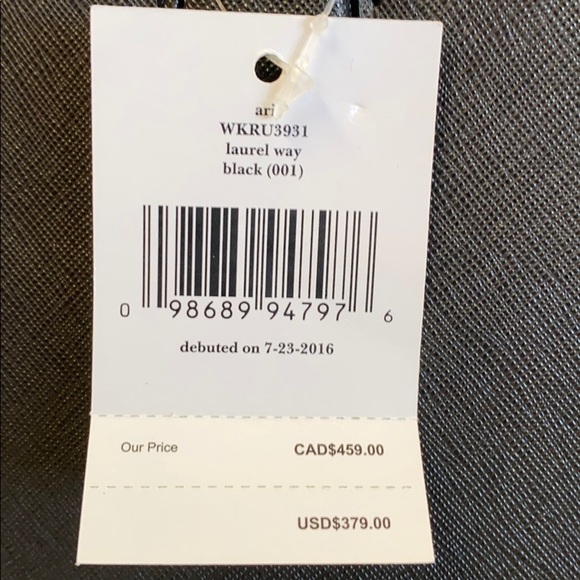 ari
WKRU3931
laurel way
black (001)
0 98689 94797 6
debuted on 7-23-2016
Our Price CAD$459.00
USD$379.00